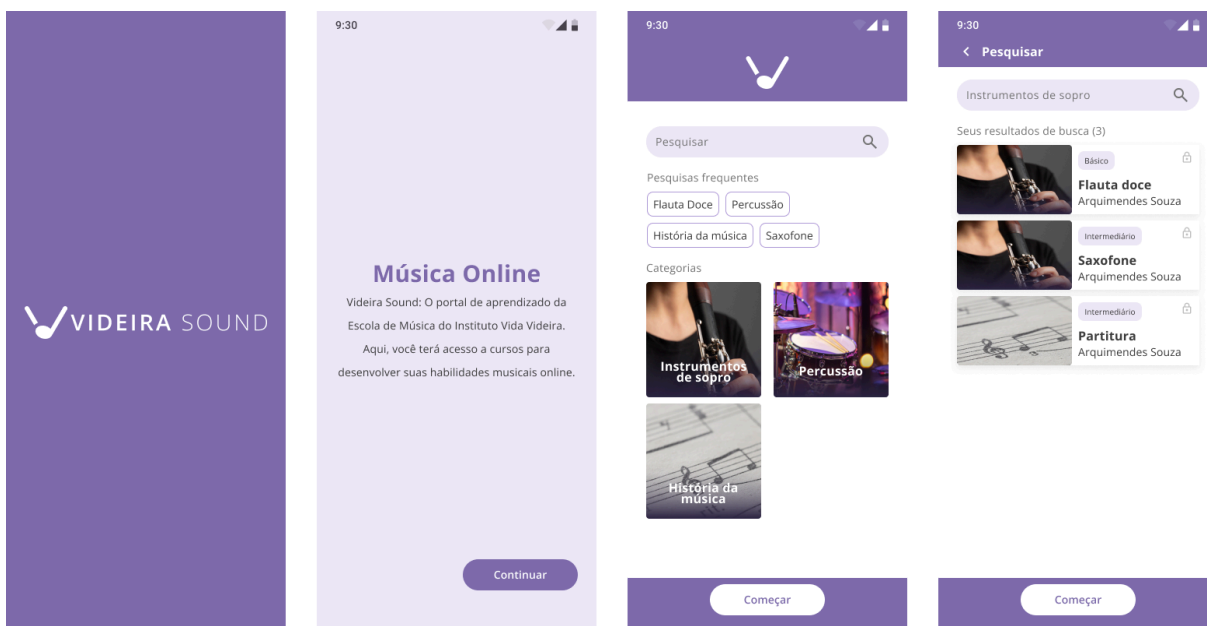 VIDEIRA SOUND
9:30
Música Online
Videira Sound: O portal de aprendizado da
Escola de Música do Instituto Vida Videira.
Aqui, você terá acesso a cursos para
desenvolver suas habilidades musicais online.
Continuar
9:30
Pesquisar
Pesquisas frequentes
Flauta Doce
Percussão
História da música
Saxofone
Categorias
Instrumentos
de sopro
Percussão
História da
música
Começar
9:30
Pesquisar
Instrumentos de sopro
Seus resultados de busca (3)
Básico
Flauta doce
Arquimendes Souza
Intermediário
Saxofone
Arquimendes Souza
Intermediário
Partitura
Arquimendes Souza
Começar